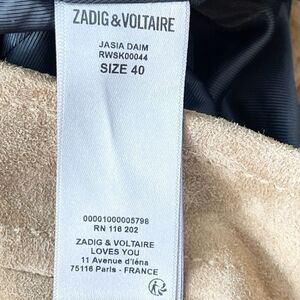 ZADIG & VOLTAIRE
JASIA DAIM
RWSK00044
SIZE 40
00001000005798
RN 116 202
ZADIG & VOLTAIRE
LOVES YOU
11 Avenue d'Iéna
75116 Paris - FRANCE